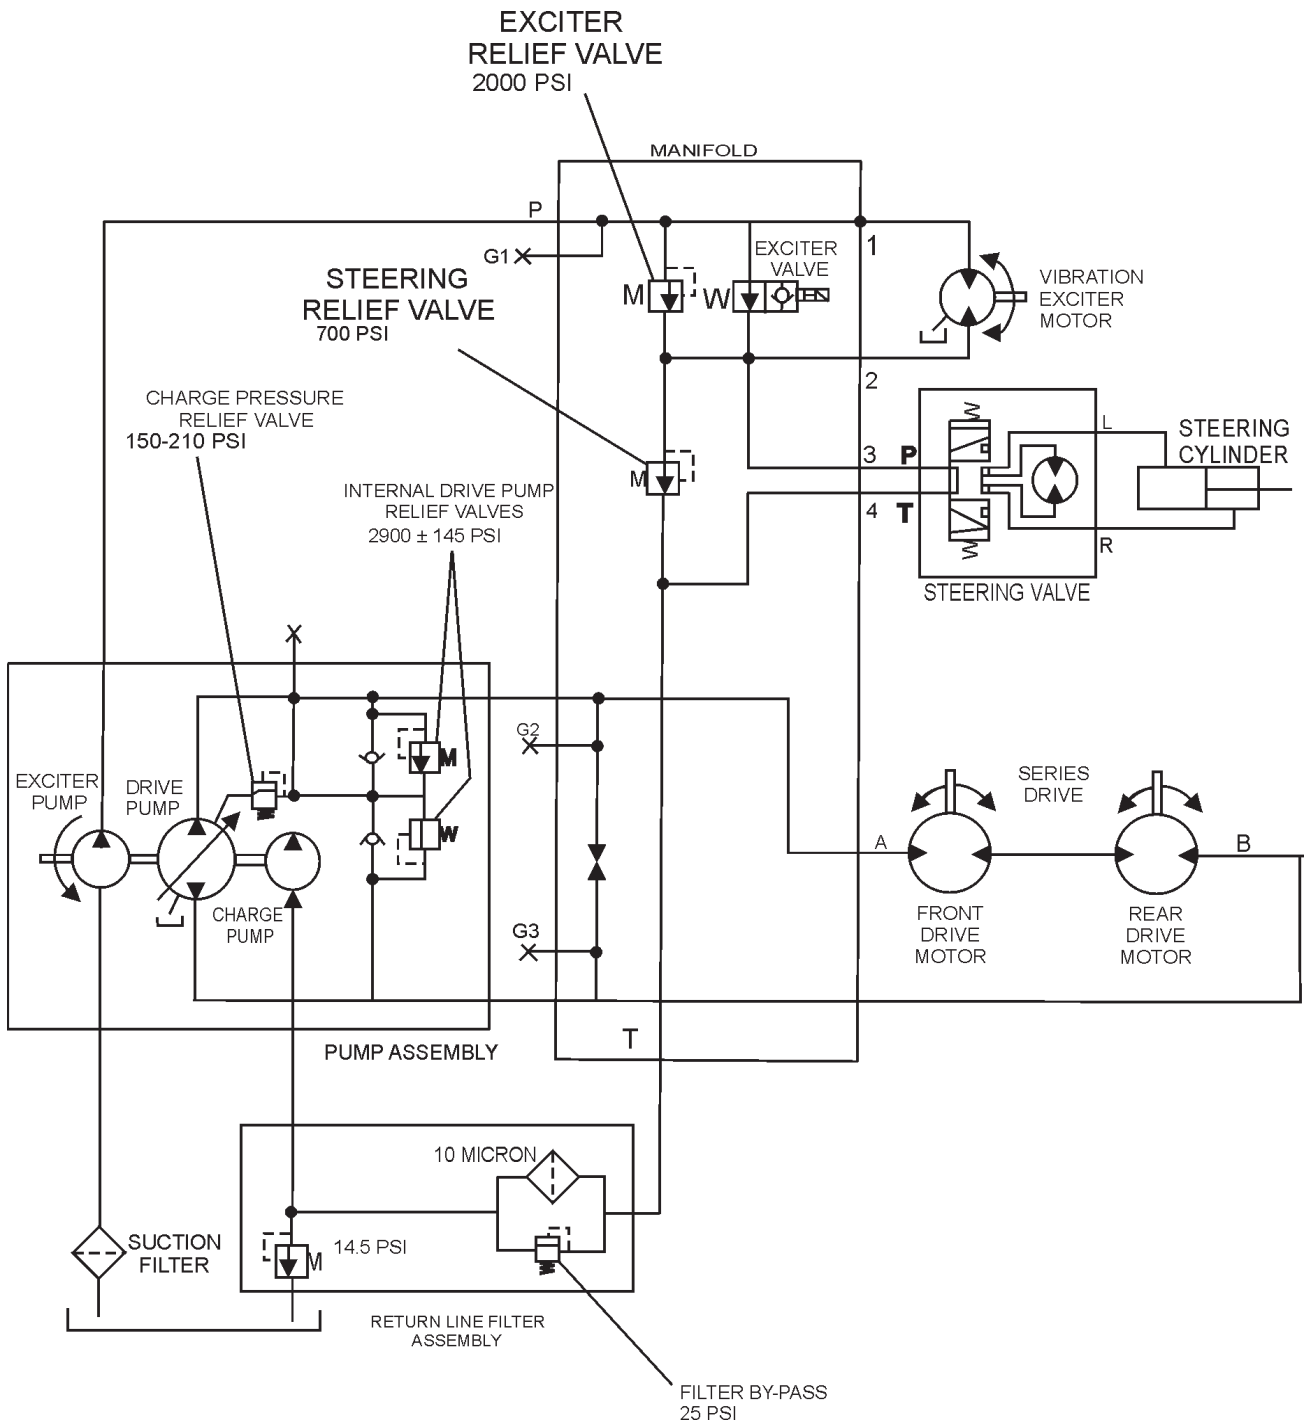 EXCITER
RELIEF VALVE
2000 PSI
MANIFOLD
P
1
G1
EXCITER
VALVE
STEERING
RELIEF VALVE
700 PSI
M
W
VIBRATION
EXCITER
MOTOR
2
CHARGE PRESSURE
RELIEF VALVE
150-210 PSI
3
P
L
STEERING
CYLINDER
M
INTERNAL DRIVE PUMP
RELIEF VALVES
2900 ± 145 PSI
4
T
R
STEERING VALVE
G2
M
EXCITER
PUMP
DRIVE
PUMP
SERIES
DRIVE
W
A
B
CHARGE
PUMP
G3
FRONT
DRIVE
MOTOR
REAR
DRIVE
MOTOR
T
PUMP ASSEMBLY
10 MICRON
SUCTION
FILTER
14.5 PSI
M
RETURN LINE FILTER
ASSEMBLY
FILTER BY-PASS
25 PSI